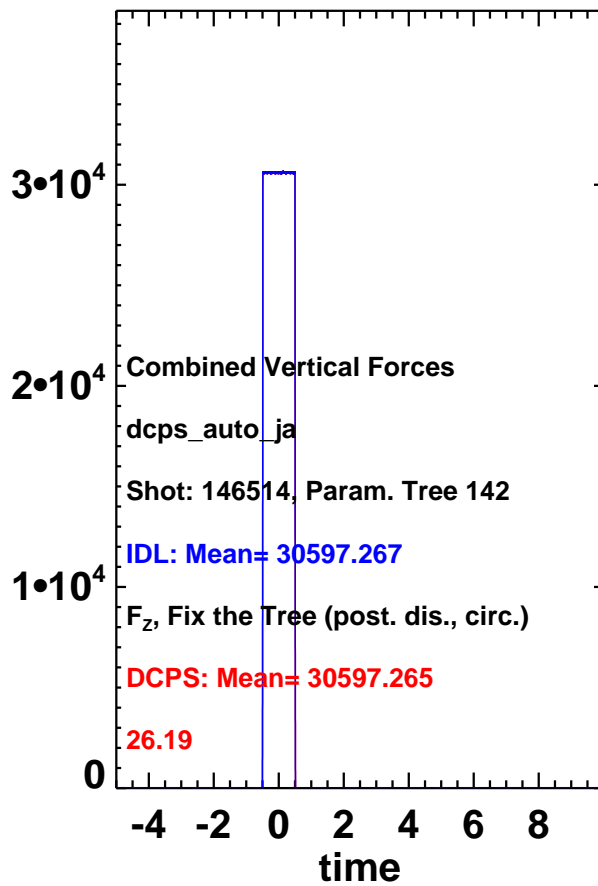 3•10⁴
2•10⁴
Combined Vertical Forces
dcps_auto_ja
Shot: 146514, Param. Tree 142
IDL: Mean= 30597.267
1•10⁴
F_Z, Fix the Tree (post. dis., circ.)
DCPS: Mean= 30597.265
26.19
0
-4 -2 0 2 4 6 8
time